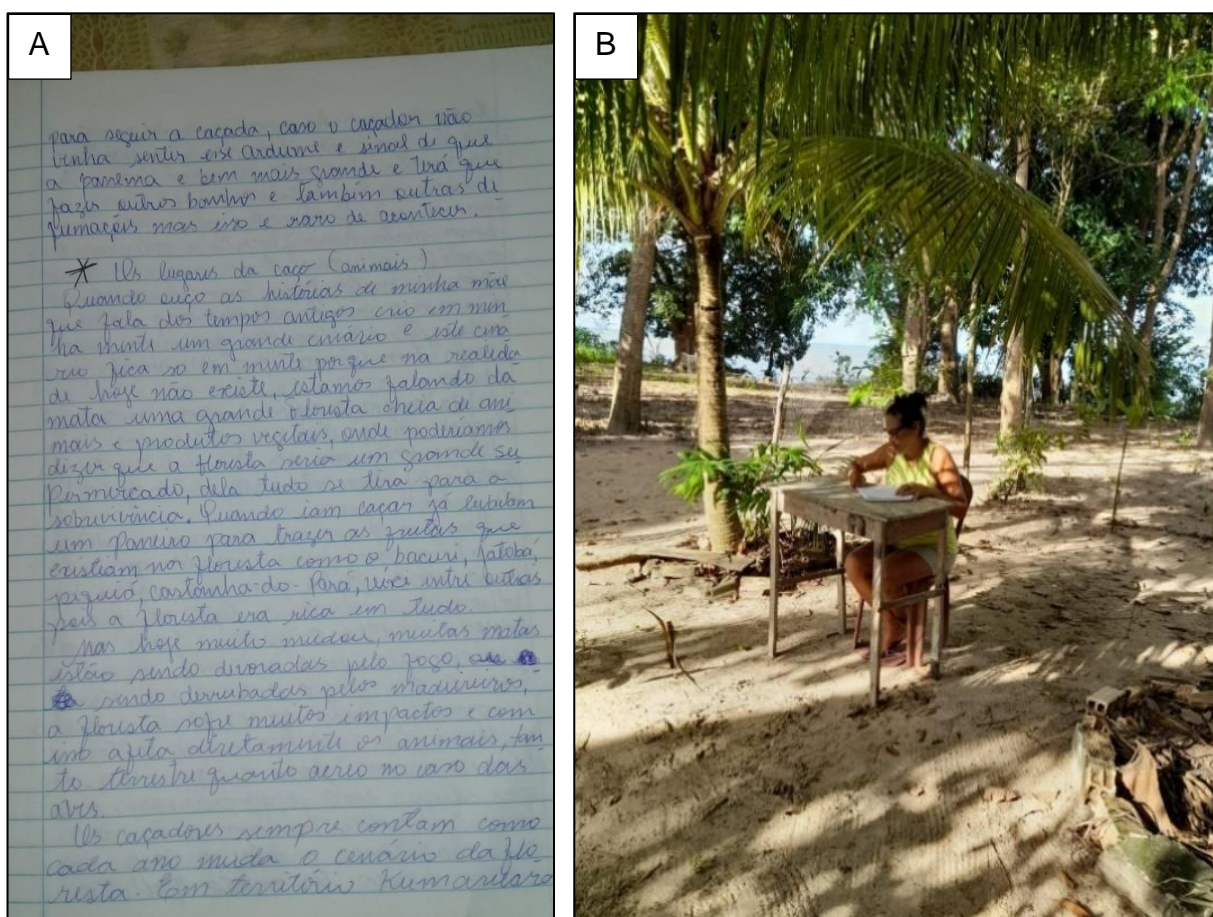 A
para seguir a caçada, caso o caçador não
venha sentir esse ardume e sinal de que
a panema e bem mais grande e terá que
fazer outros banhos e também outras de
fumações mas isso e raro de acontecer.
* Os lugares da caça (animais)
Quando ouço as histórias de minha mãe
que fala dos tempos antigos crio em min
ha mente um grande cenário e este cená
rio fica so em mente porque na realida
de hoje não existe, estamos falando da
mata uma grande floresta cheia de ani
mais e produtos vegetais, onde poderiamos
dizer que a floresta seria um grande su
permercado, dela tudo se tira para a
sobrevivência. Quando iam caçar já levavam
um paneiro para trazer as frutas que
existiam na floresta como o bacuri, jatobá,
piquiá, castanha-do-Pará, uxi entre outras
pois a floresta era rica em tudo.
Mas hoje muito mudou, muitas matas
estão sendo devoradas pelo fogo,
sendo derrubadas pelos madeireiros,
a floresta sofre muitos impactos e com
isso afeta diretamente os animais, tan
to terrestre quanto aereo no caso das
aves.
Os caçadores sempre contam como
cada ano muda o cenário da flo
resta. Em território Kumaruara
B